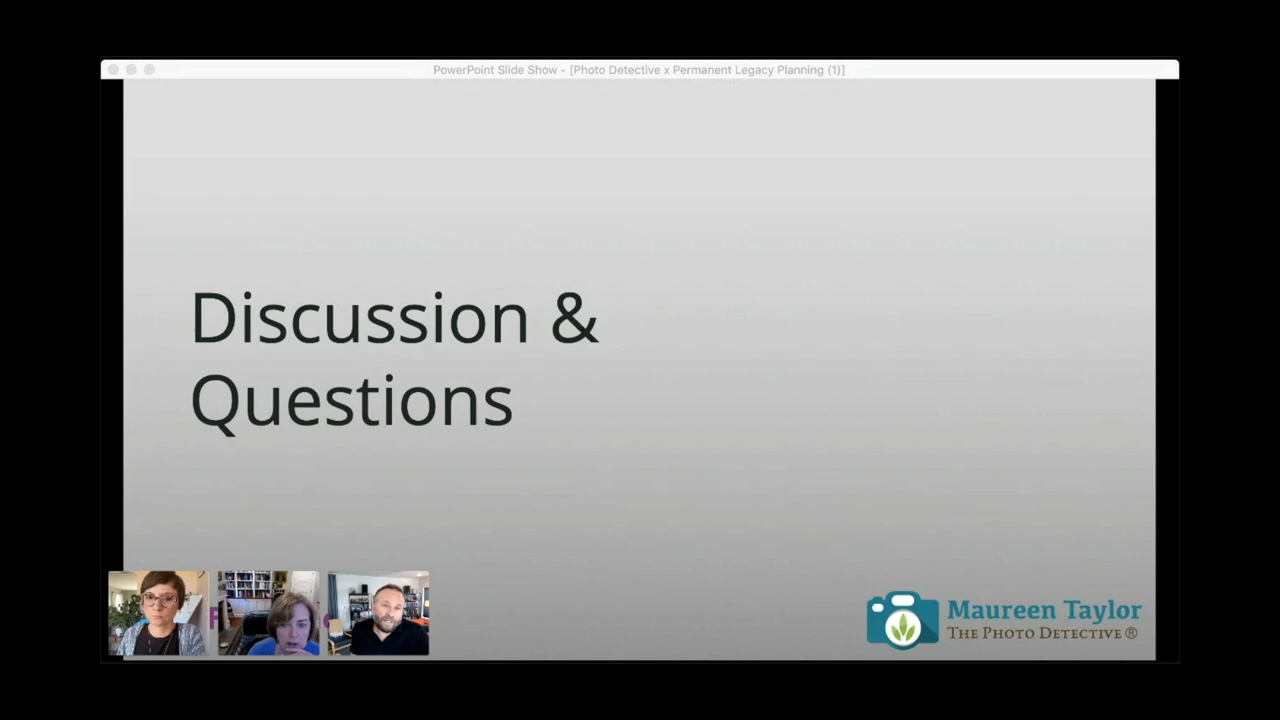 PowerPoint Slide Show - [Photo Detective x Permanent Legacy Planning (1)]
Discussion &
Questions
Maureen Taylor
THE PHOTO DETECTIVE ®